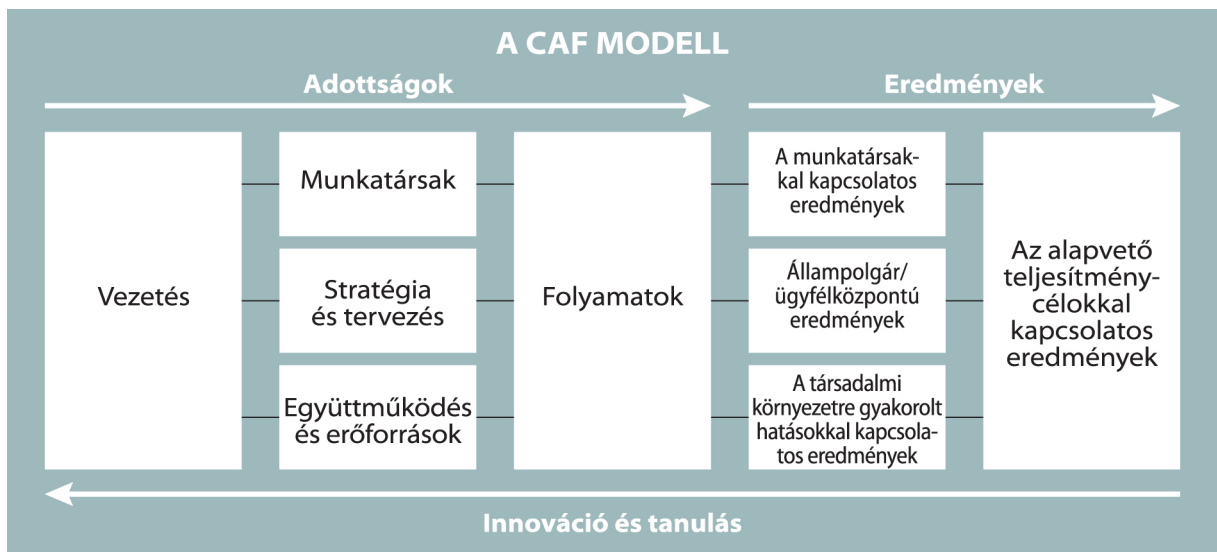 A CAF MODELL
Adottságok
Eredmények
Vezetés
Munkatársak
Stratégia
és tervezés
Együttműködés
és erőforrások
Folyamatok
A munkatársak-
kal kapcsolatos
eredmények
Állampolgár/
ügyfélközpontú
eredmények
A társadalmi
környezetre gyakorolt
hatásokkal kapcsola-
tos eredmények
Az alapvető
teljesítmény-
célokkal
kapcsolatos
eredmények
Innováció és tanulás